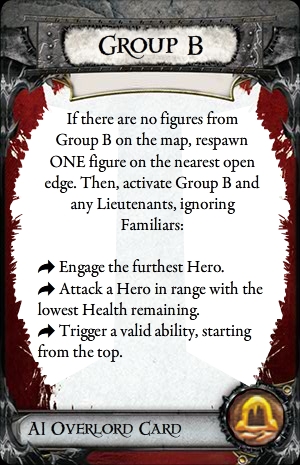 Group B
If there are no figures from
Group B on the map, respawn
ONE figure on the nearest open
edge. Then, activate Group B and
any Lieutenants, ignoring
Familiars:
➦ Engage the furthest Hero.
➦ Attack a Hero in range with the
lowest Health remaining.
➦ Trigger a valid ability, starting
from the top.
AI Overlord Card